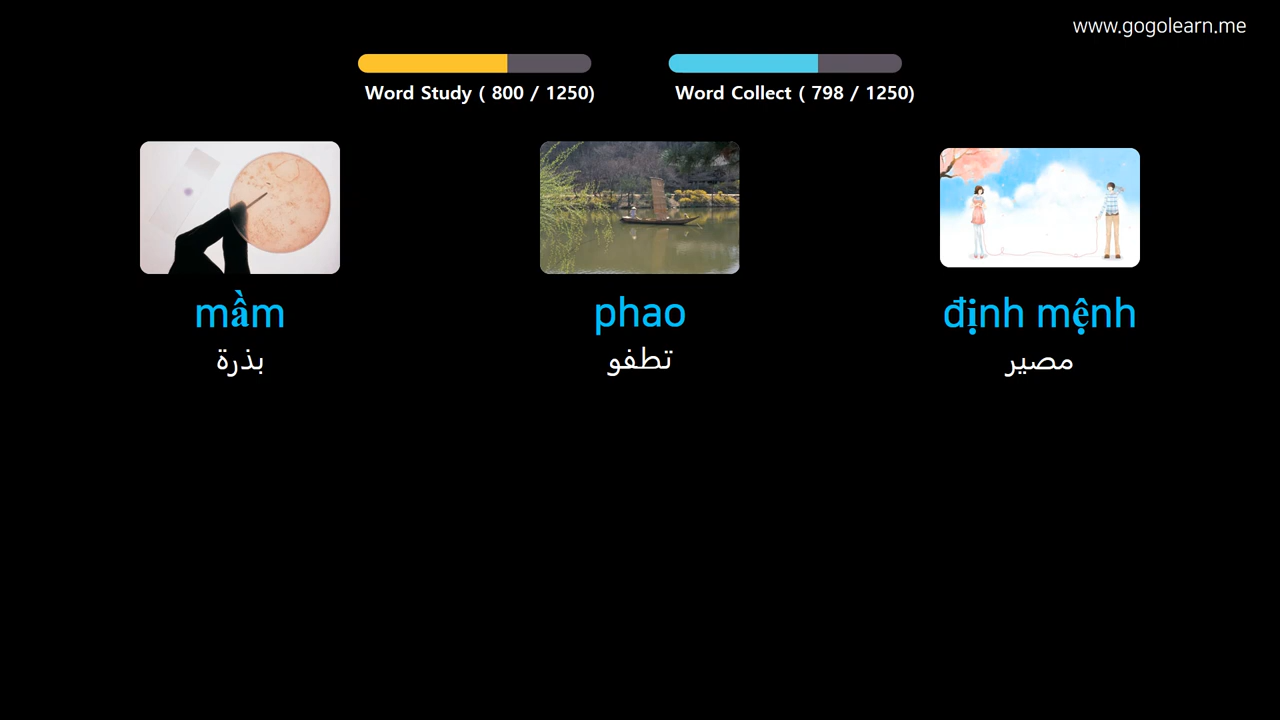 www.gogolearn.me
Word Study ( 800 / 1250)
Word Collect ( 798 / 1250)
mầm
phao
định mệnh
بذرة
تطفو
مصير